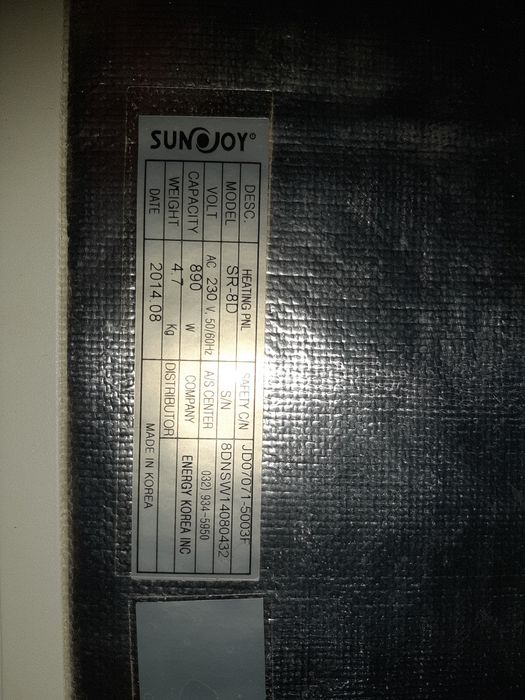 SUNJOY®
DESC. HEATING PNL SAFETY C/N JD07071-5003F
MODEL SR-8D S/N 8DNSW14080432
VOLT AC 230 V, 50/60Hz A/S CENTER 032) 934-5950
CAPACITY 890 W COMPANY ENERGY KOREA INC
WEIGHT 4.7 Kg DISTRIBUTOR
DATE 2014.08 MADE IN KOREA